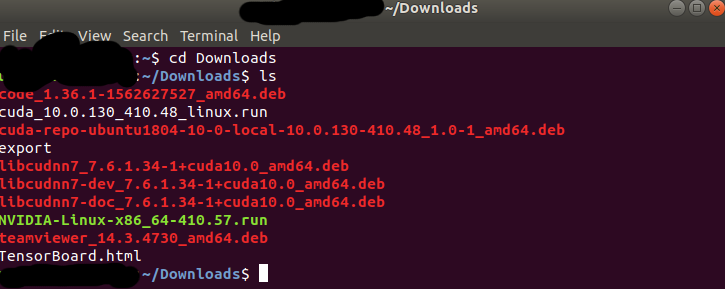 ~/Downloads
File Edit View Search Terminal Help
:~$ cd Downloads
:~/Downloads$ ls
code_1.36.1-1562627527_amd64.deb
cuda_10.0.130_410.48_linux.run
cuda-repo-ubuntu1804-10-0-local-10.0.130-410.48_1.0-1_amd64.deb
export
libcudnn7_7.6.1.34-1+cuda10.0_amd64.deb
libcudnn7-dev_7.6.1.34-1+cuda10.0_amd64.deb
libcudnn7-doc_7.6.1.34-1+cuda10.0_amd64.deb
NVIDIA-Linux-x86_64-410.57.run
teamviewer_14.3.4730_amd64.deb
TensorBoard.html
~/Downloads$